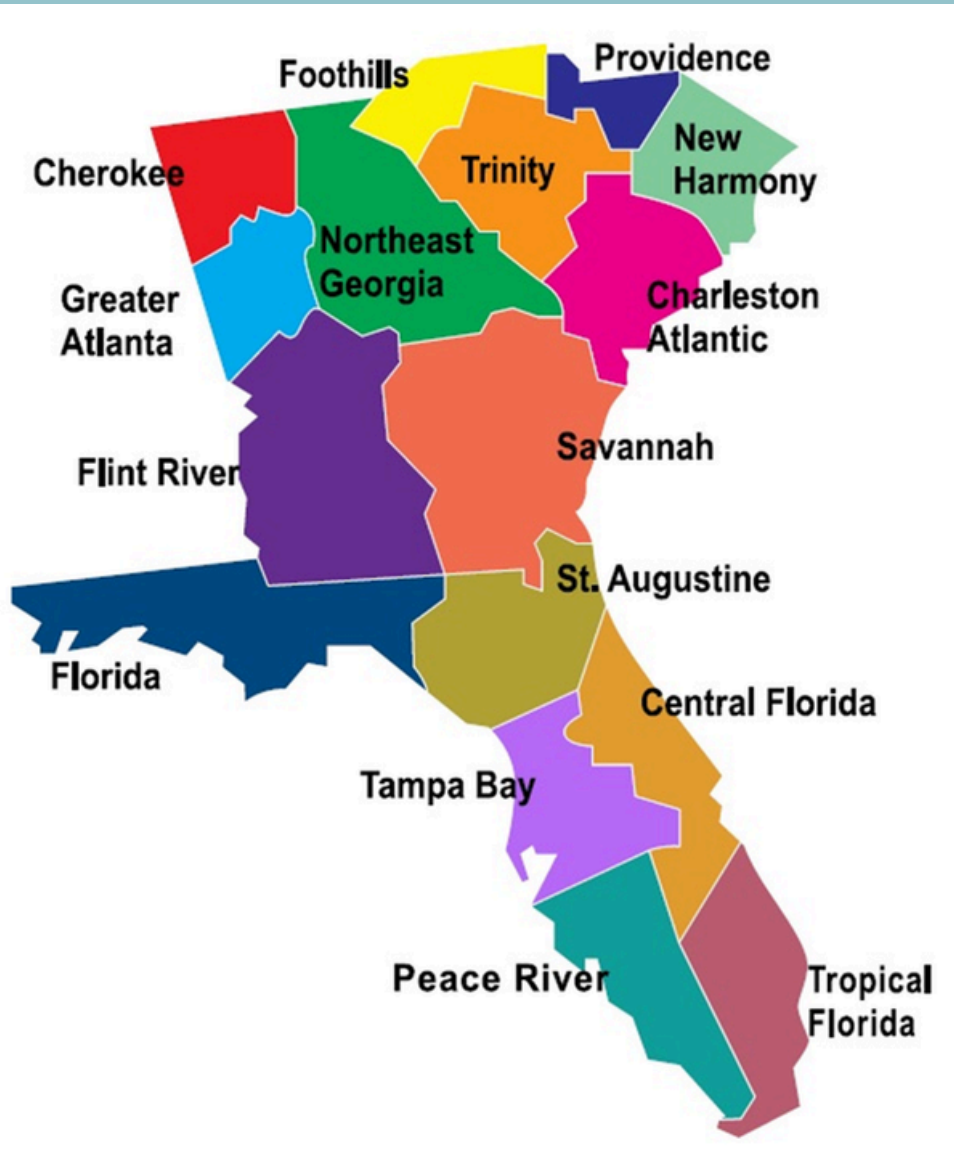 Providence
Foothills
New
Harmony
Cherokee
Trinity
Northeast
Georgia
Greater
Atlanta
Charleston
Atlantic
Savannah
Flint River
St. Augustine
Florida
Central Florida
Tampa Bay
Peace River
Tropical
Florida